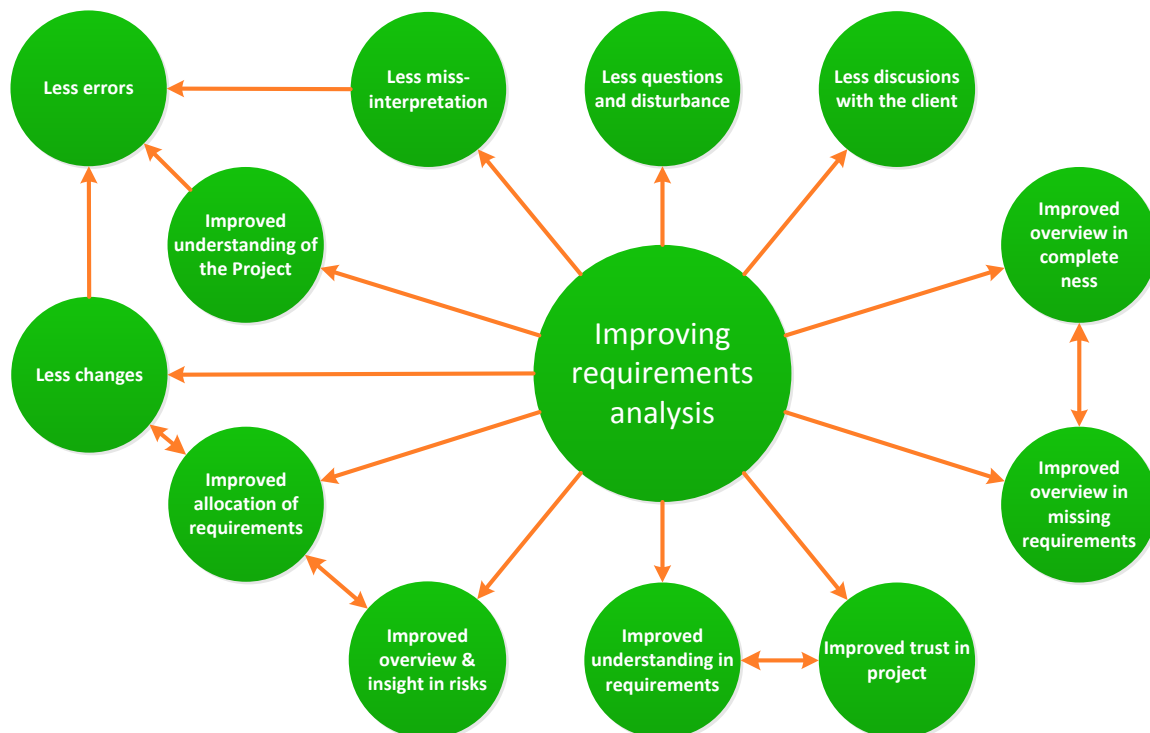 Less errors
Less miss-
interpretation
Less questions
and disturbance
Less discusions
with the client
Improved
understanding of
the Project
Improved
overview in
complete
ness
Less changes
Improving
requirements
analysis
Improved
allocation of
requirements
Improved
overview in
missing
requirements
Improved
overview &
insight in risks
Improved
understanding in
requirements
Improved trust in
project